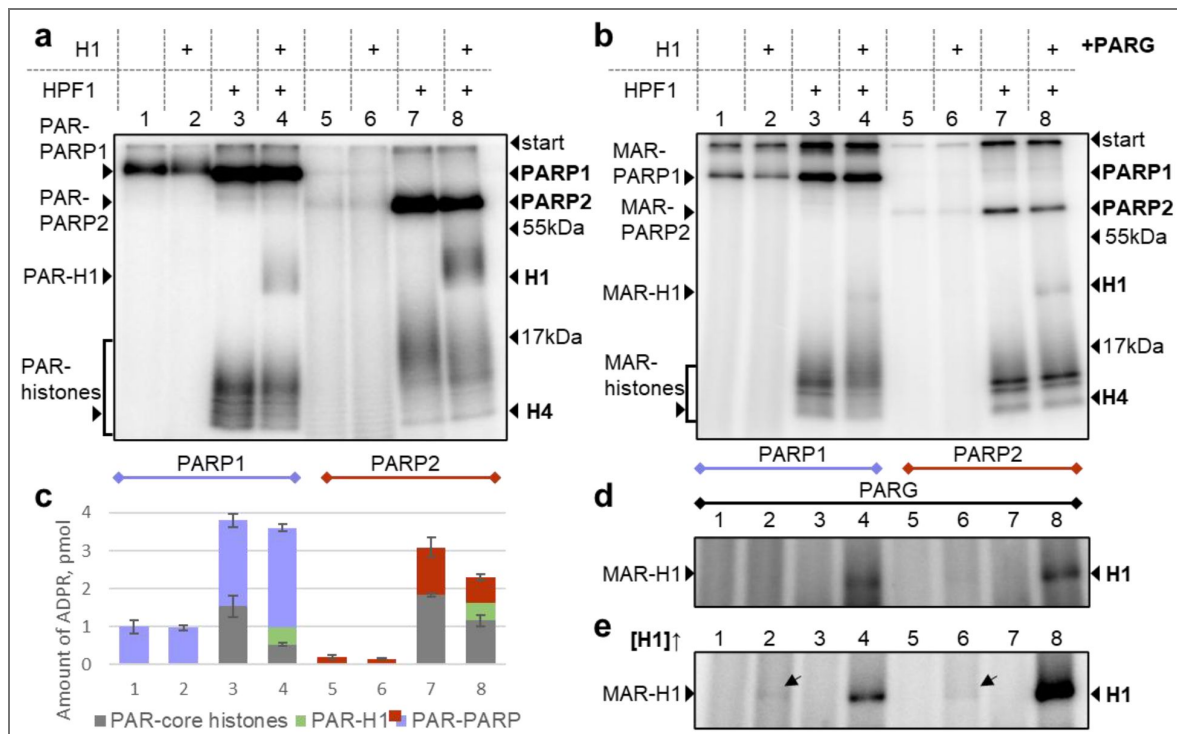 a
H1 + + + +
HPF1 + + + +
1 2 3 4 5 6 7 8
PAR-
PARP1
PAR-
PARP2
PAR-H1
PAR-
histones
start
PARP1
PARP2
55kDa
H1
17kDa
H4
PARP1 PARP2
b
H1 + + + + +PARG
HPF1 + + + +
1 2 3 4 5 6 7 8
MAR-
PARP1
MAR-
PARP2
MAR-H1
MAR-
histones
start
PARP1
PARP2
55kDa
H1
17kDa
H4
PARP1 PARP2
c
Amount of ADPR, pmol
4
3
2
1
0
1 2 3 4 5 6 7 8
PAR-core histones PAR-H1 PAR-PARP
d
PARG
1 2 3 4 5 6 7 8
MAR-H1 H1
e
[H1]↑ 1 2 3 4 5 6 7 8
MAR-H1 H1